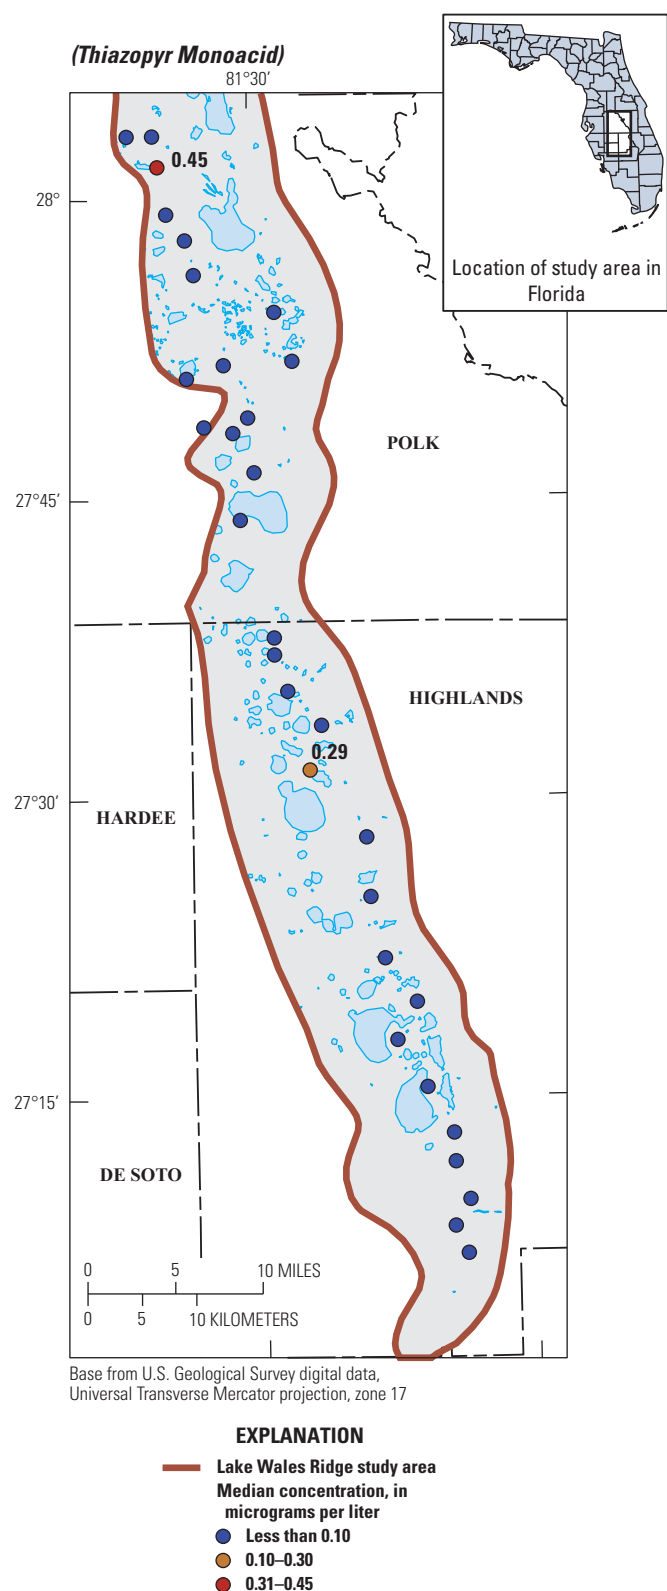 (Thiazopyr Monoacid)
81°30'
Location of study area in
Florida
0.45
28°
POLK
27°45'
HIGHLANDS
0.29
27°30'
HARDEE
27°15'
DE SOTO
0 5 10 MILES
0 5 10 KILOMETERS
Base from U.S. Geological Survey digital data,
Universal Transverse Mercator projection, zone 17
EXPLANATION
Lake Wales Ridge study area
Median concentration, in
micrograms per liter
Less than 0.10
0.10–0.30
0.31–0.45